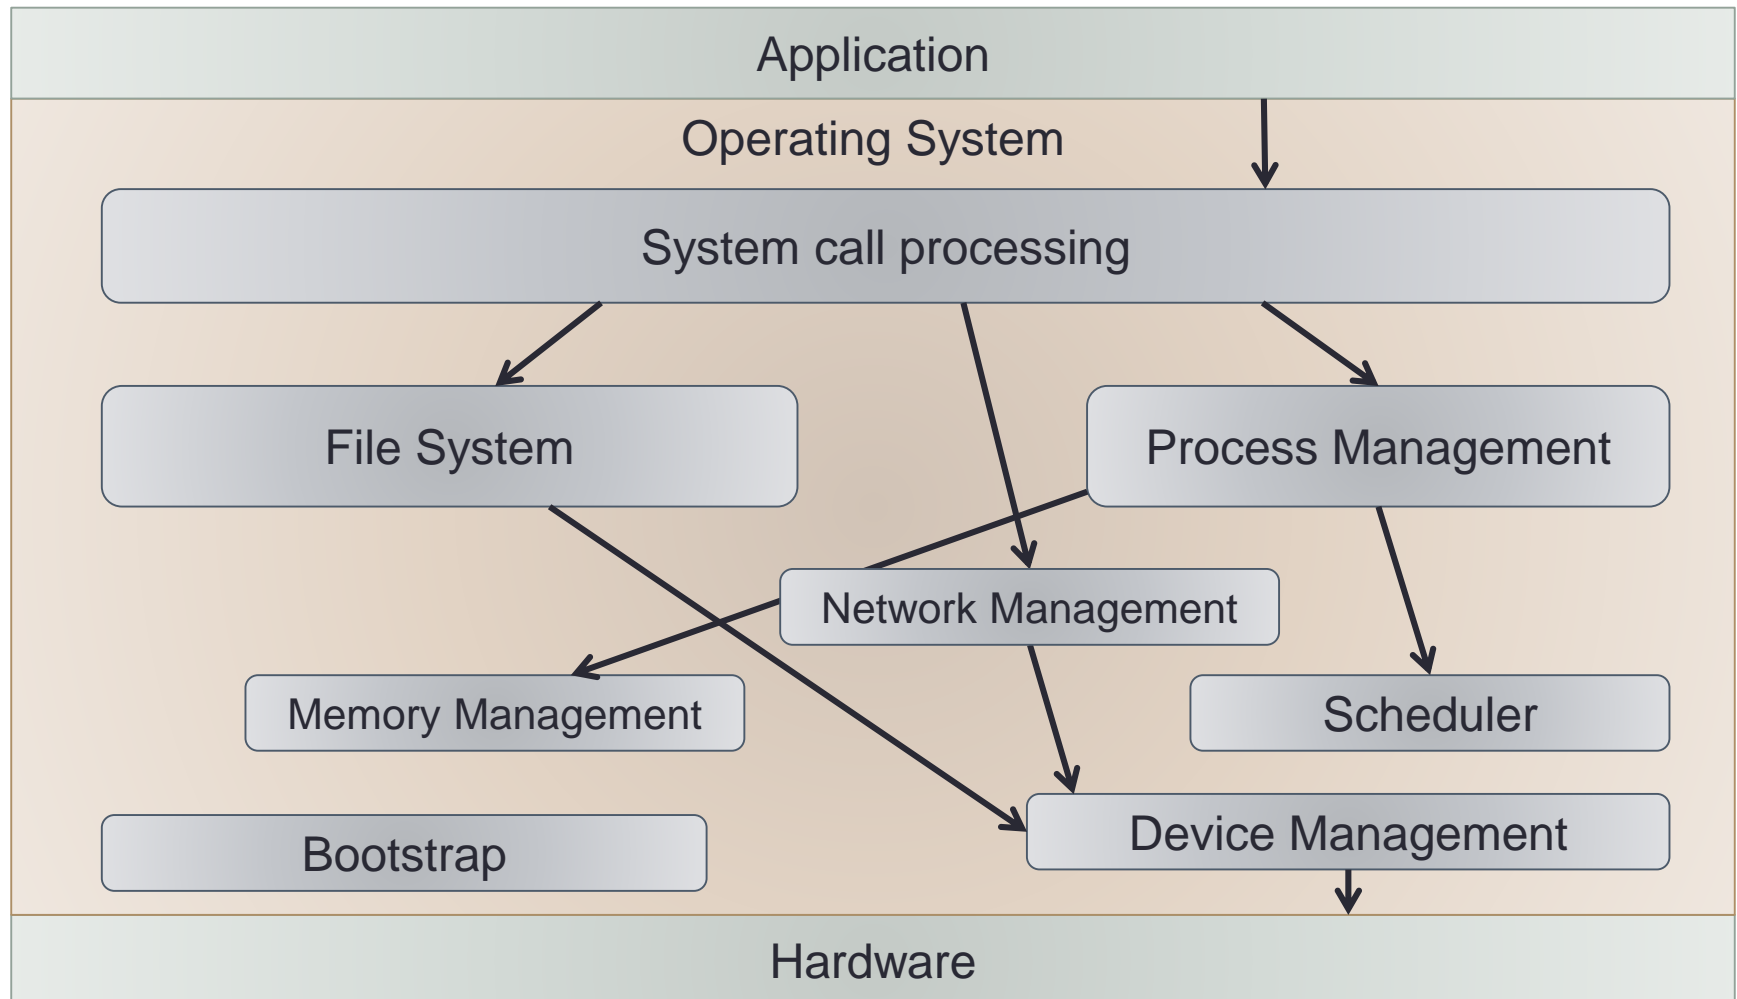 Application
Operating System
System call processing
File System
Process Management
Network Management
Memory Management
Scheduler
Device Management
Bootstrap
Hardware